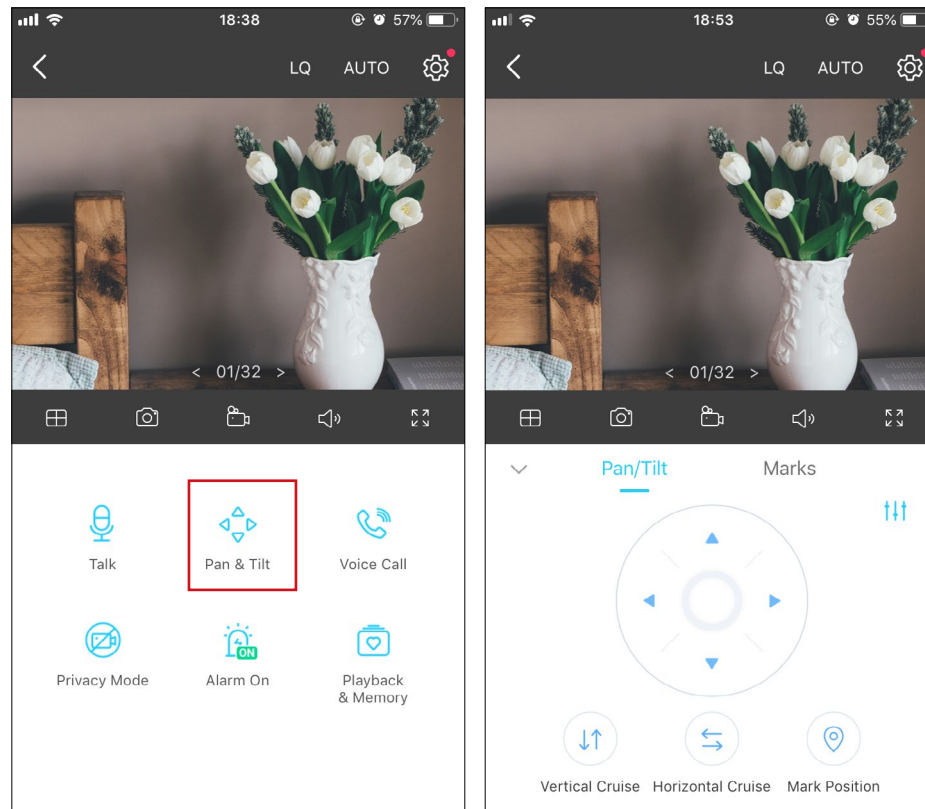 18:38
57%
LQ AUTO
< 01/32 >
Talk
Pan & Tilt
Voice Call
Privacy Mode
ON
Alarm On
Playback
& Memory
18:53
55%
LQ AUTO
< 01/32 >
Pan/Tilt
Marks
Vertical Cruise
Horizontal Cruise
Mark Position